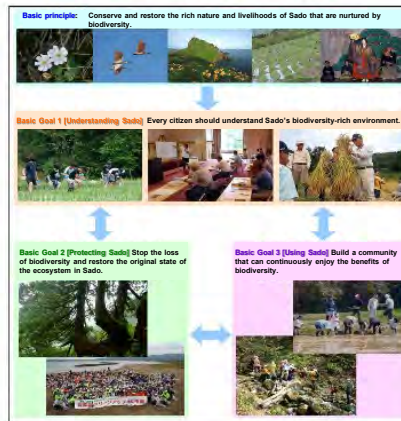 Basic principle: Conserve and restore the rich nature and livelihoods of Sado that are nurtured by
biodiversity.
Basic Goal 1 [Understanding Sado] Every citizen should understand Sado's biodiversity-rich environment.
Basic Goal 2 [Protecting Sado] Stop the loss
of biodiversity and restore the original state of
the ecosystem in Sado.
Basic Goal 3 [Using Sado] Build a community
that can continuously enjoy the benefits of
biodiversity.